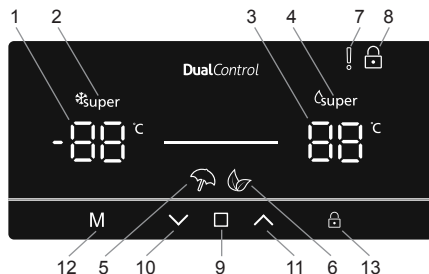 1 2 3 4 7 8
DualControl
super super
-88 °C 88 °C
M
12 5 10 9 11 6 13